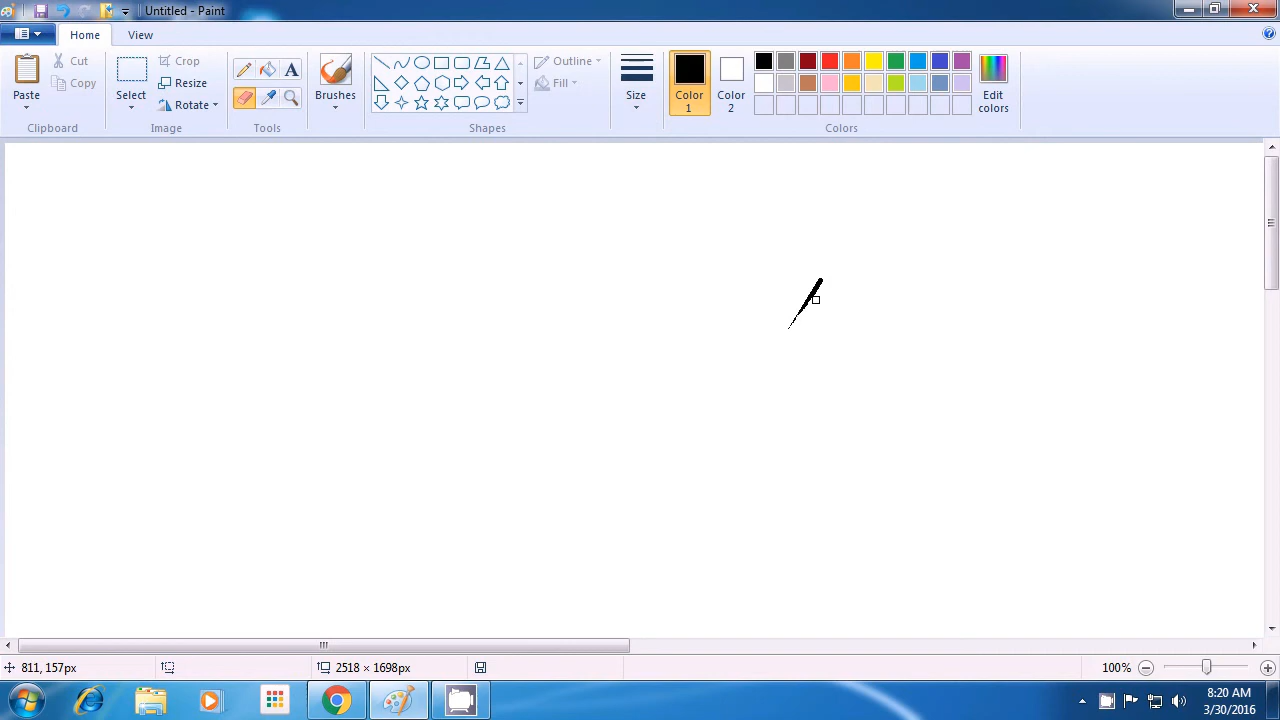 Untitled - Paint
Home View
Paste
Cut
Copy
Clipboard
Select
Crop
Resize
Rotate
Image
A
Tools
Brushes
Shapes
Outline
Fill
Size
Color 1
Color 2
Edit colors
Colors
811, 157px
2518 × 1698px
100%
8:20 AM
3/30/2016